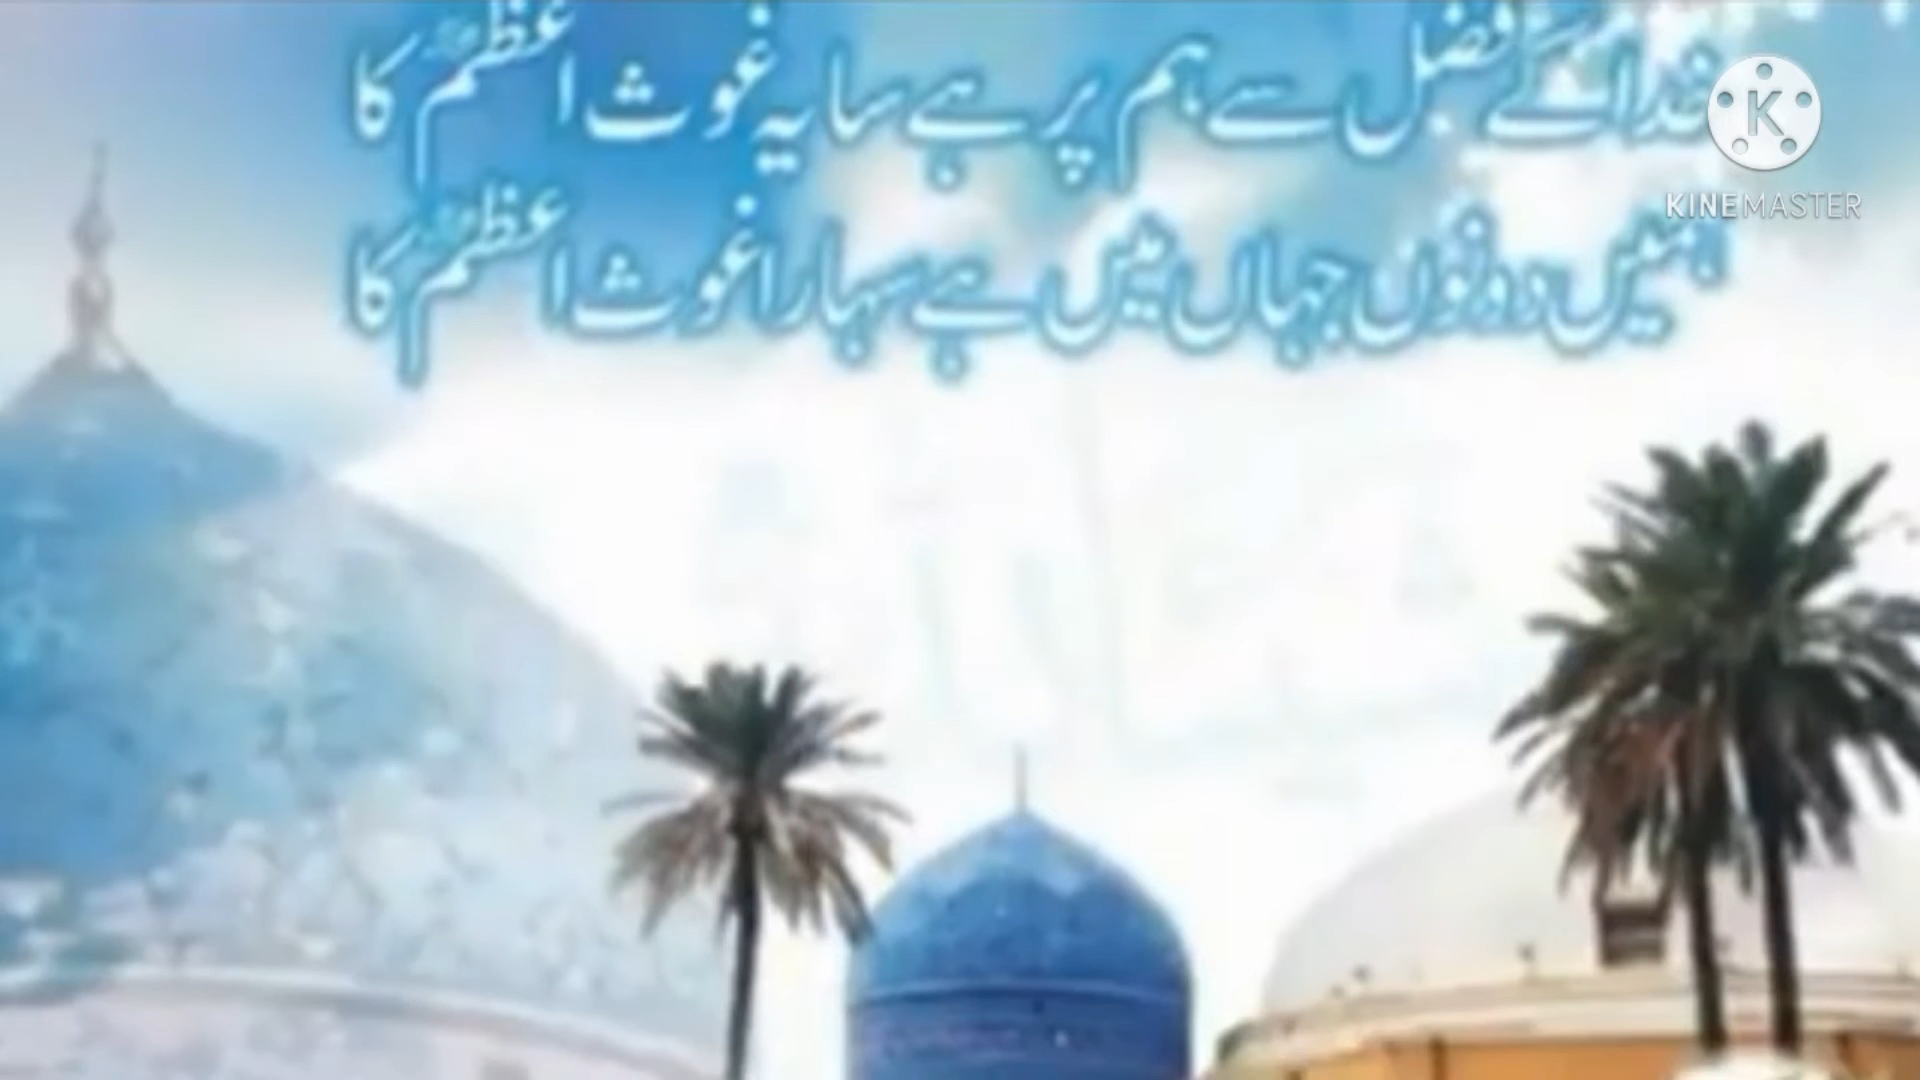 خدا کے فضل سے ہم پر ہے سایہ غوث اعظم کا
ہمیں دونوں جہاں میں ہے سہارا غوث اعظم کا
KINEMASTER